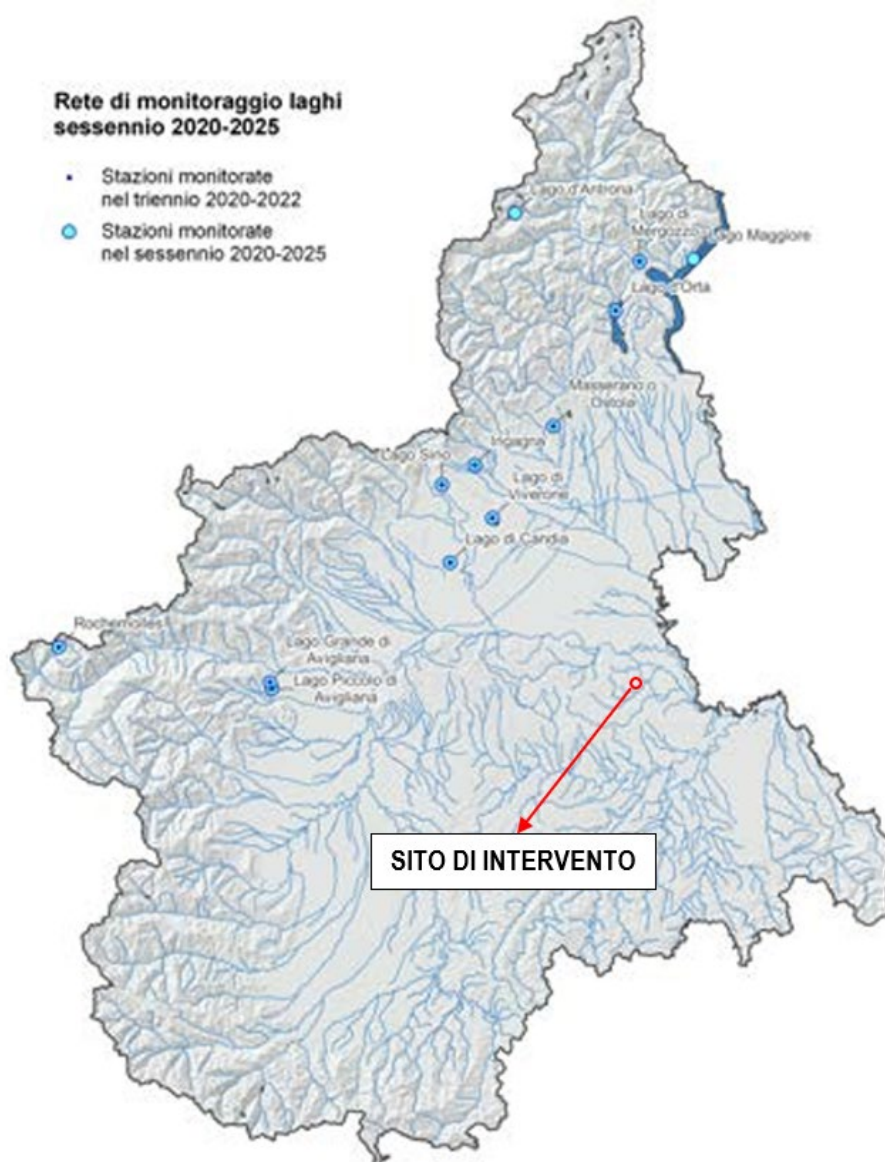 Rete di monitoraggio laghi
sessennio 2020-2025
Stazioni monitorate
nel triennio 2020-2022
Stazioni monitorate
nel sessennio 2020-2025
Lago d'Antrona
Lago di
Mergozzo
Lago Maggiore
Lago d'Orta
Masserano o
Ostola
Ingagna
Lago Sirio
Lago di
Viverone
Lago di Candia
Rochemolles
Lago Grande di
Avigliana
Lago Piccolo di
Avigliana
SITO DI INTERVENTO